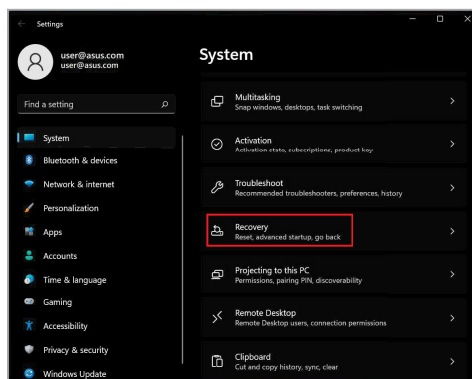 Settings
user@asus.com
user@asus.com
Find a setting
System
Bluetooth & devices
Network & internet
Personalization
Apps
Accounts
Time & language
Gaming
Accessibility
Privacy & security
Windows Update
System
Multitasking
Snap windows, desktops, task switching
Activation
Activation state, subscriptions, product key
Troubleshoot
Recommended troubleshooters, preferences, history
Recovery
Reset, advanced startup, go back
Projecting to this PC
Permissions, pairing PIN, discoverability
Remote Desktop
Remote Desktop users, connection permissions
Clipboard
Cut and copy history, sync, clear